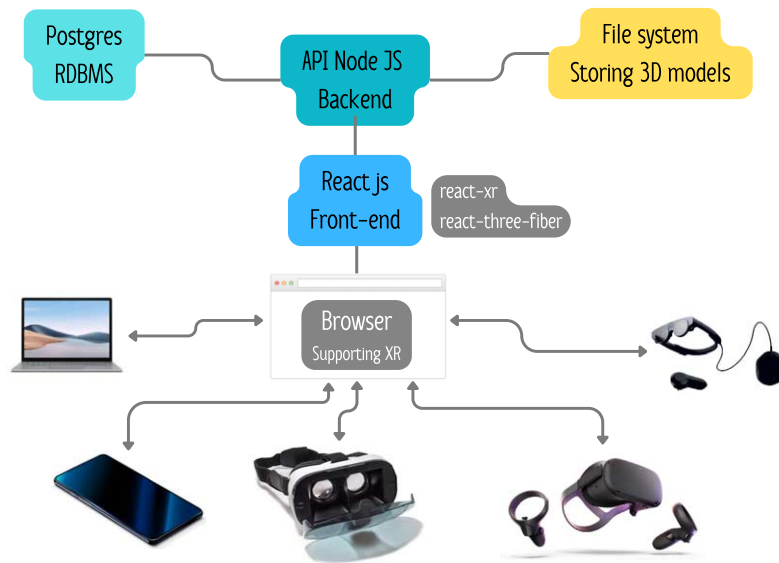 Postgres
RDBMS
API Node JS
Backend
File system
Storing 3D models
React js
Front-end
react-xr
react-three-fiber
Browser
Supporting XR